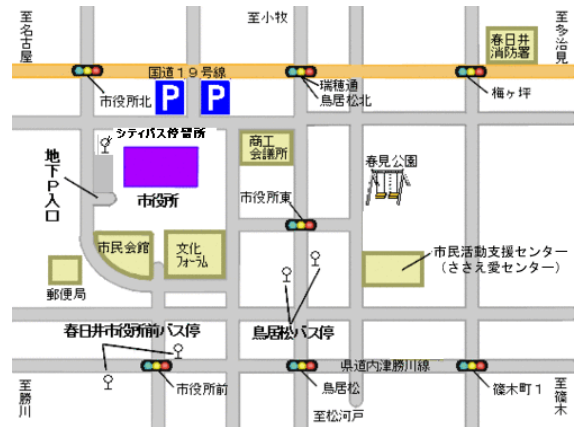 至名古屋
至小牧
至多治見
春日井
消防署
国道19号線
市役所北
P
P
瑞穂通
鳥居松北
梅ヶ坪
シティバス停留所
商工
会議所
春見公園
地下P入口
市役所
市役所東
市民会館
文化
フォーラム
市民活動支援センター
(ささえ愛センター)
郵便局
春日井市役所前バス停
鳥居松バス停
県道内津勝川線
至勝川
市役所前
鳥居松
篠木町1
至篠木
至松河戸